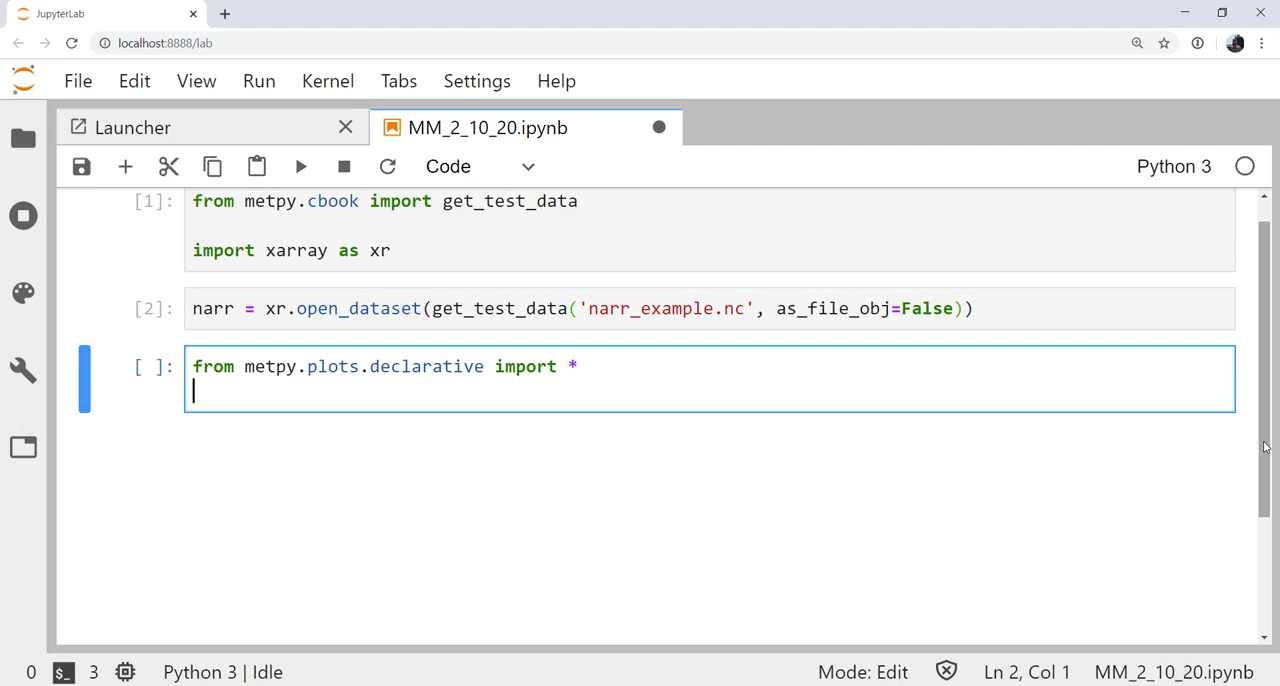 JupyterLab
localhost:8888/lab
File Edit View Run Kernel Tabs Settings Help
Launcher MM_2_10_20.ipynb
Code Python 3
[1]: from metpy.cbook import get_test_data
import xarray as xr
[2]: narr = xr.open_dataset(get_test_data('narr_example.nc', as_file_obj=False))
[ ]: from metpy.plots.declarative import *
0 $_ 3 Python 3 | Idle Mode: Edit Ln 2, Col 1 MM_2_10_20.ipynb